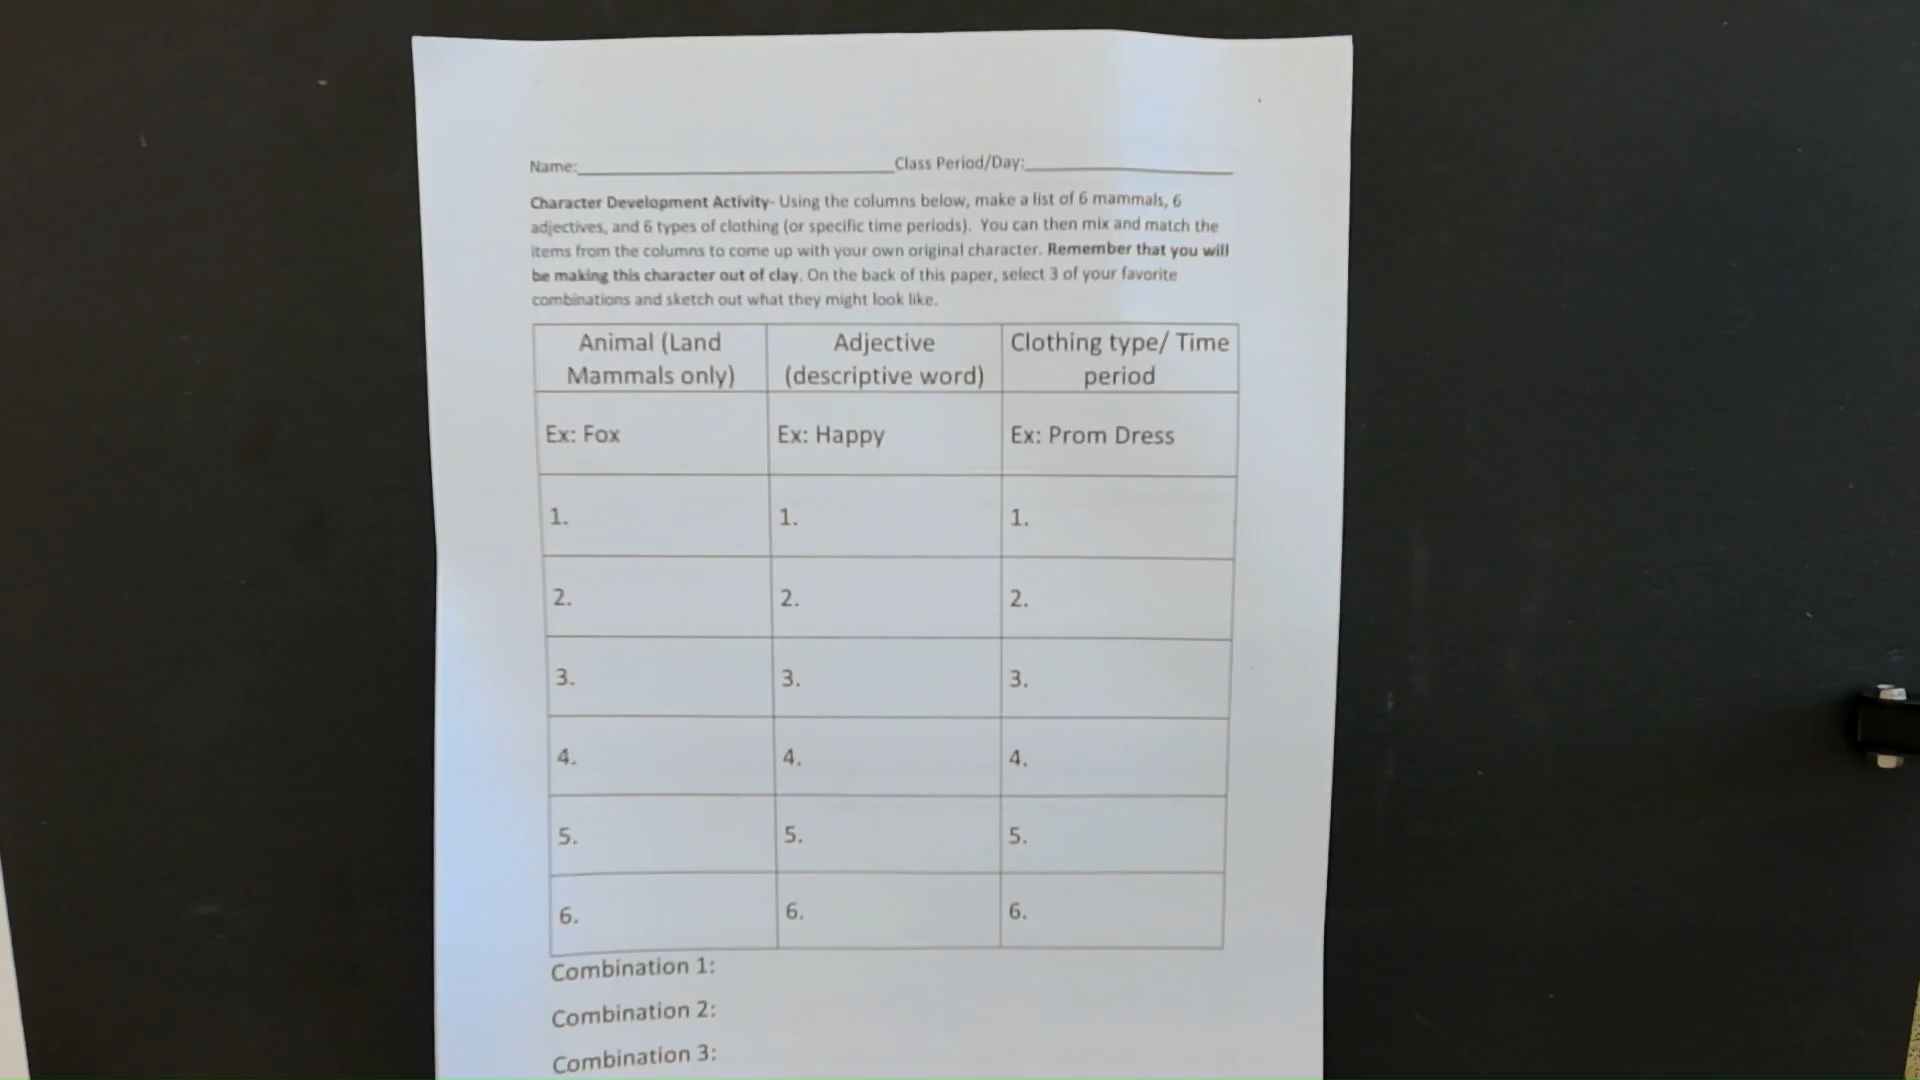 Name:____________________Class Period/Day:____________________
Character Development Activity- Using the columns below, make a list of 6 mammals, 6
adjectives, and 6 types of clothing (or specific time periods). You can then mix and match the
items from the columns to come up with your own original character. Remember that you will
be making this character out of clay. On the back of this paper, select 3 of your favorite
combinations and sketch out what they might look like.
Animal (Land Mammals only) Adjective (descriptive word) Clothing type/ Time period
Ex: Fox Ex: Happy Ex: Prom Dress
1. 1. 1.
2. 2. 2.
3. 3. 3.
4. 4. 4.
5. 5. 5.
6. 6. 6.
Combination 1:
Combination 2:
Combination 3: